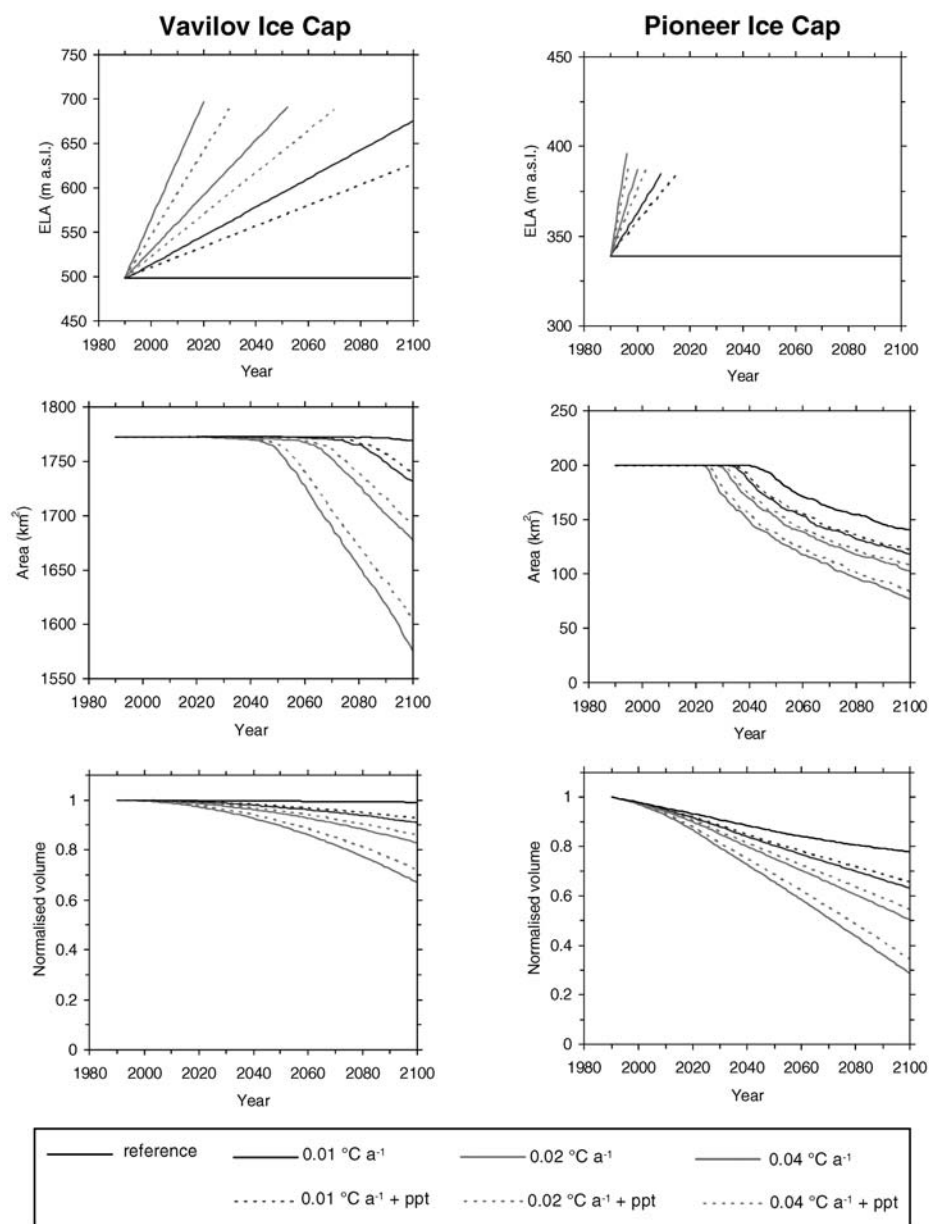 Vavilov Ice Cap
Pioneer Ice Cap
750
700
650
600
550
500
450
ELA (m a.s.l.)
1980 2000 2020 2040 2060 2080 2100
Year
450
400
350
300
ELA (m a.s.l.)
1980 2000 2020 2040 2060 2080 2100
Year
1800
1750
1700
1650
1600
1550
Area (km²)
1980 2000 2020 2040 2060 2080 2100
Year
250
200
150
100
50
0
Area (km²)
1980 2000 2020 2040 2060 2080 2100
Year
1
0.8
0.6
0.4
0.2
0
Normalised volume
1980 2000 2020 2040 2060 2080 2100
Year
1
0.8
0.6
0.4
0.2
0
Normalised volume
1980 2000 2020 2040 2060 2080 2100
Year
reference 0.01 °C a⁻¹ 0.02 °C a⁻¹ 0.04 °C a⁻¹
0.01 °C a⁻¹ + ppt 0.02 °C a⁻¹ + ppt 0.04 °C a⁻¹ + ppt